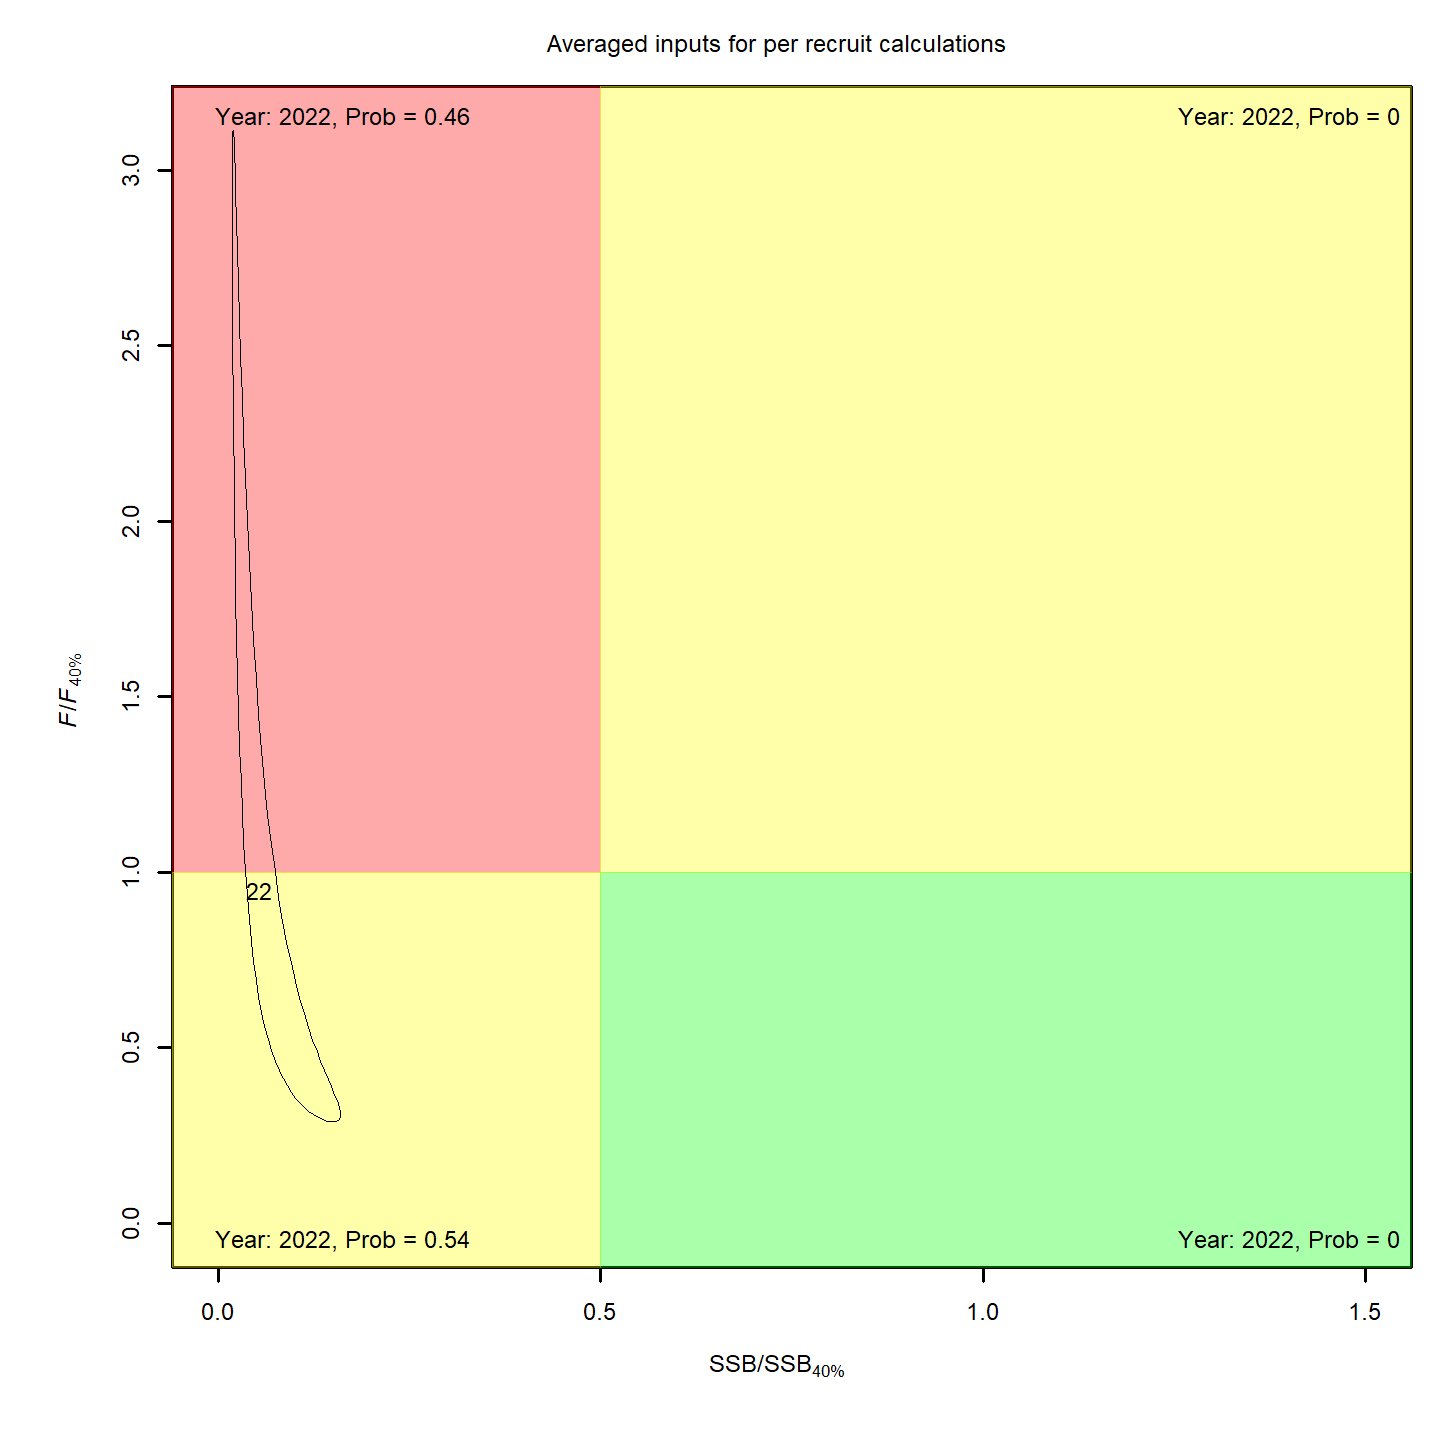 Averaged inputs for per recruit calculations
Year: 2022, Prob = 0.46
Year: 2022, Prob = 0
3.0
2.5
2.0
1.5
1.0
0.5
0.0
F/F40%
22
Year: 2022, Prob = 0.54
Year: 2022, Prob = 0
0.0
0.5
1.0
1.5
SSB/SSB40%